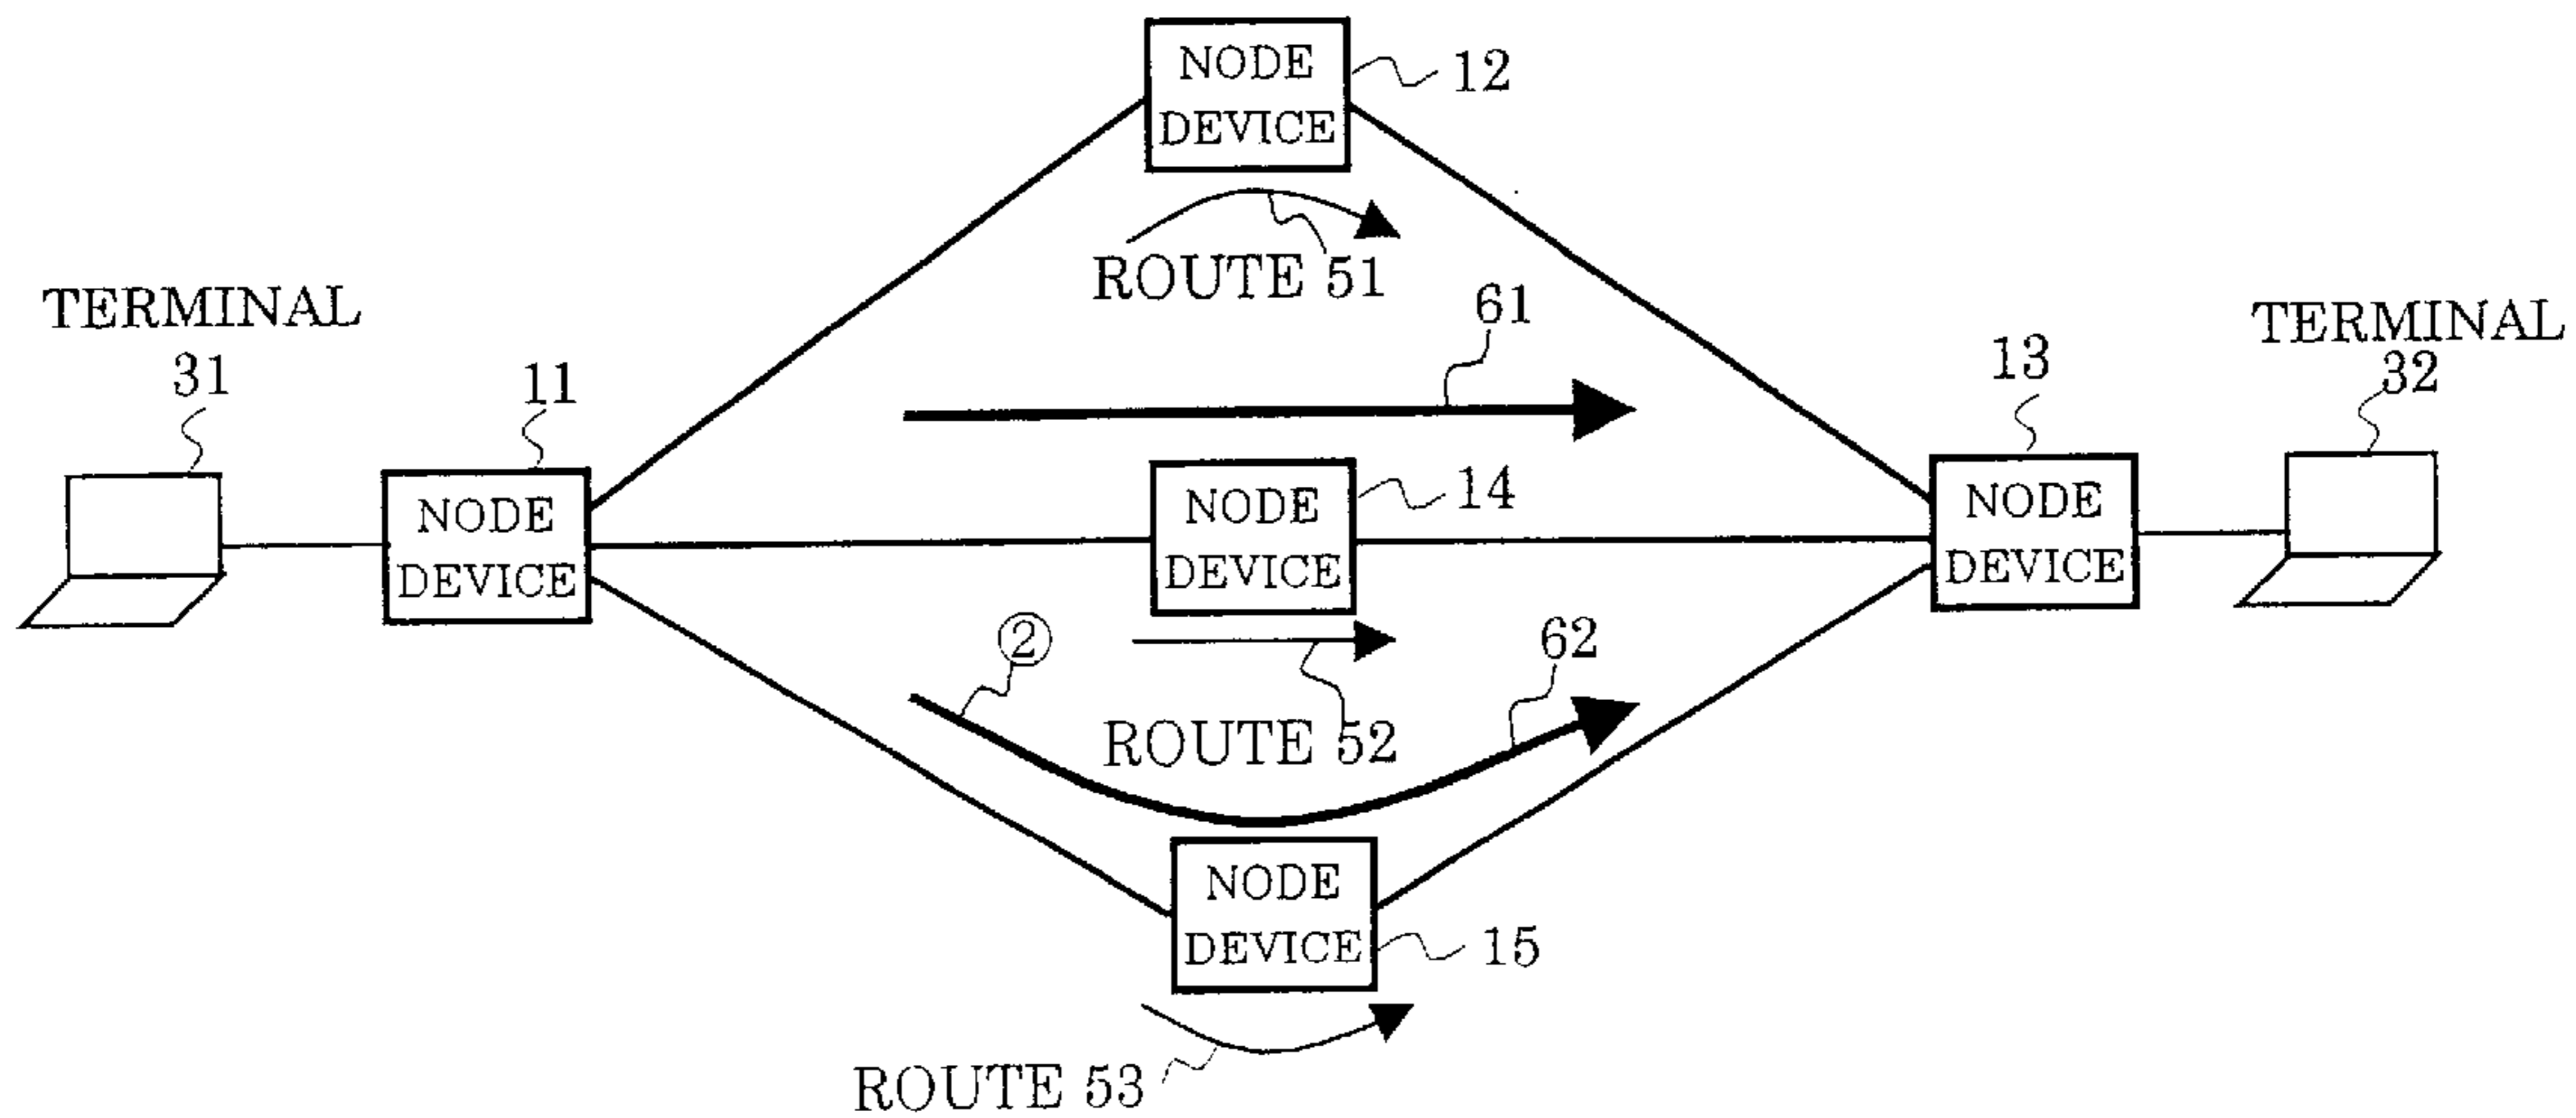 NODE
DEVICE
12
ROUTE 51
61
TERMINAL
31
11
NODE
DEVICE
NODE
DEVICE
14
13
NODE
DEVICE
TERMINAL
32
②
62
ROUTE 52
NODE
DEVICE
15
ROUTE 53